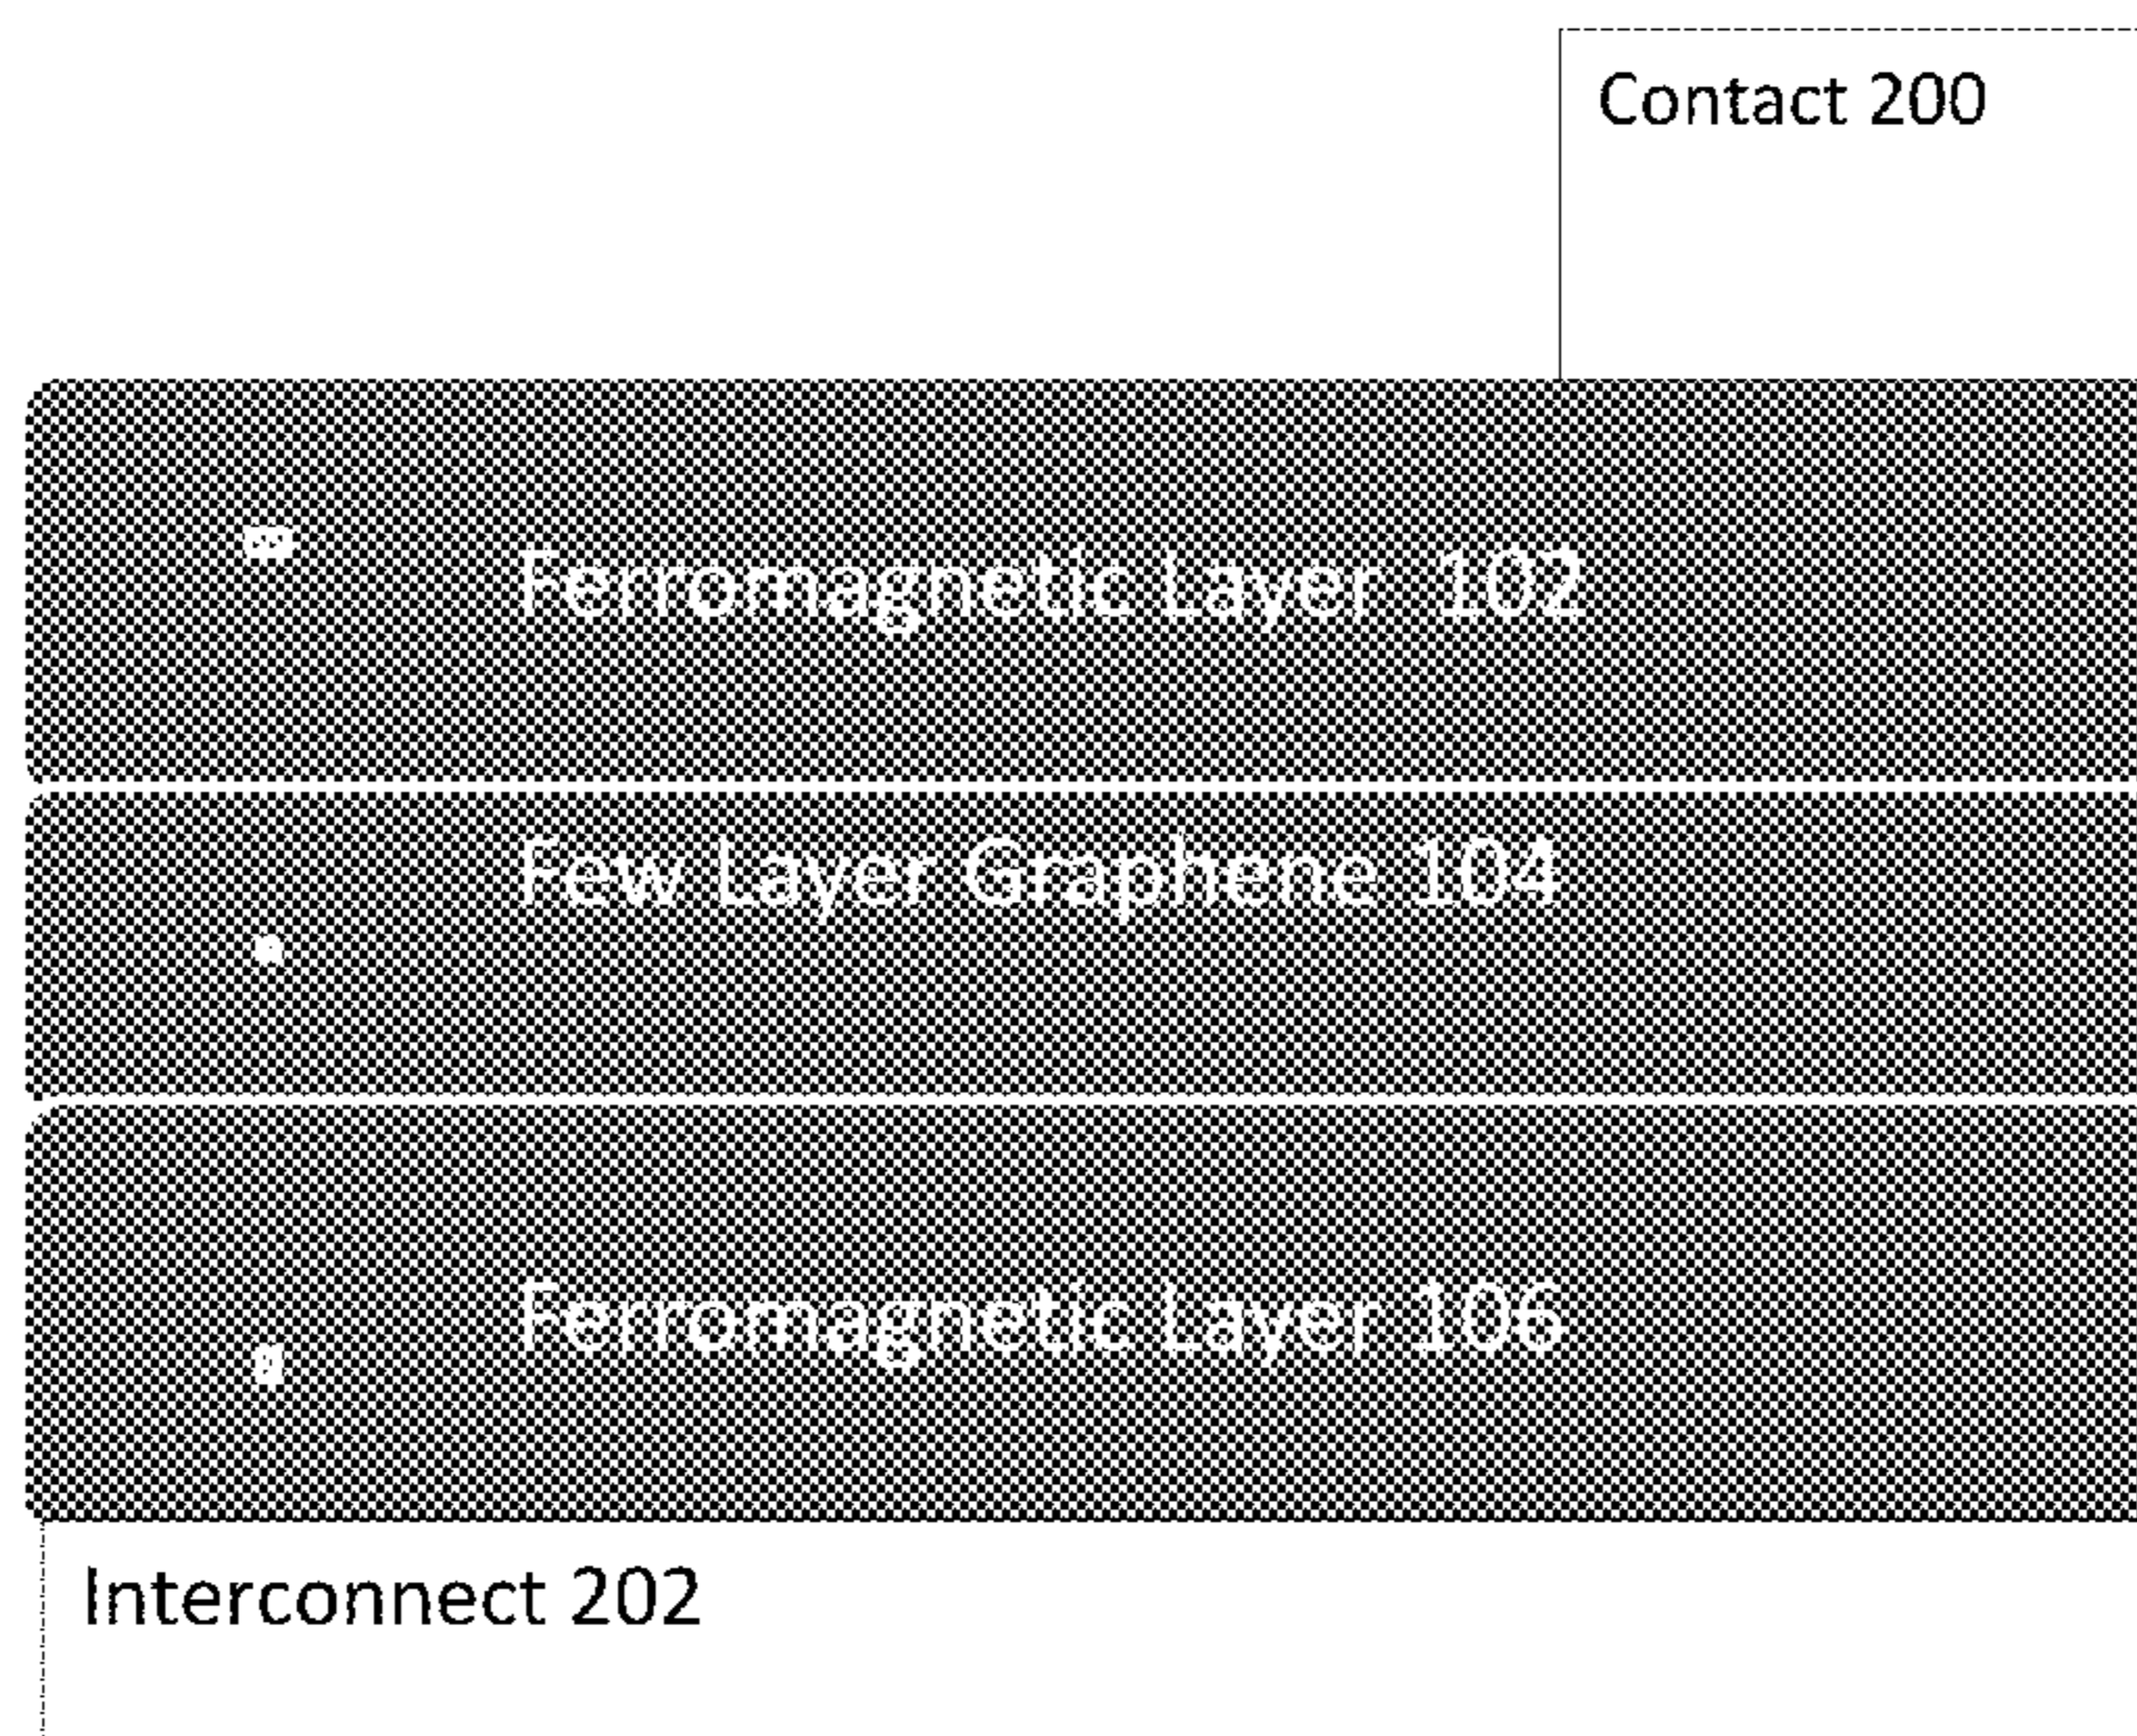 Contact 200
Ferromagnetic Layer 102
Few Layer Graphene 104
Ferromagnetic Layer 106
Interconnect 202